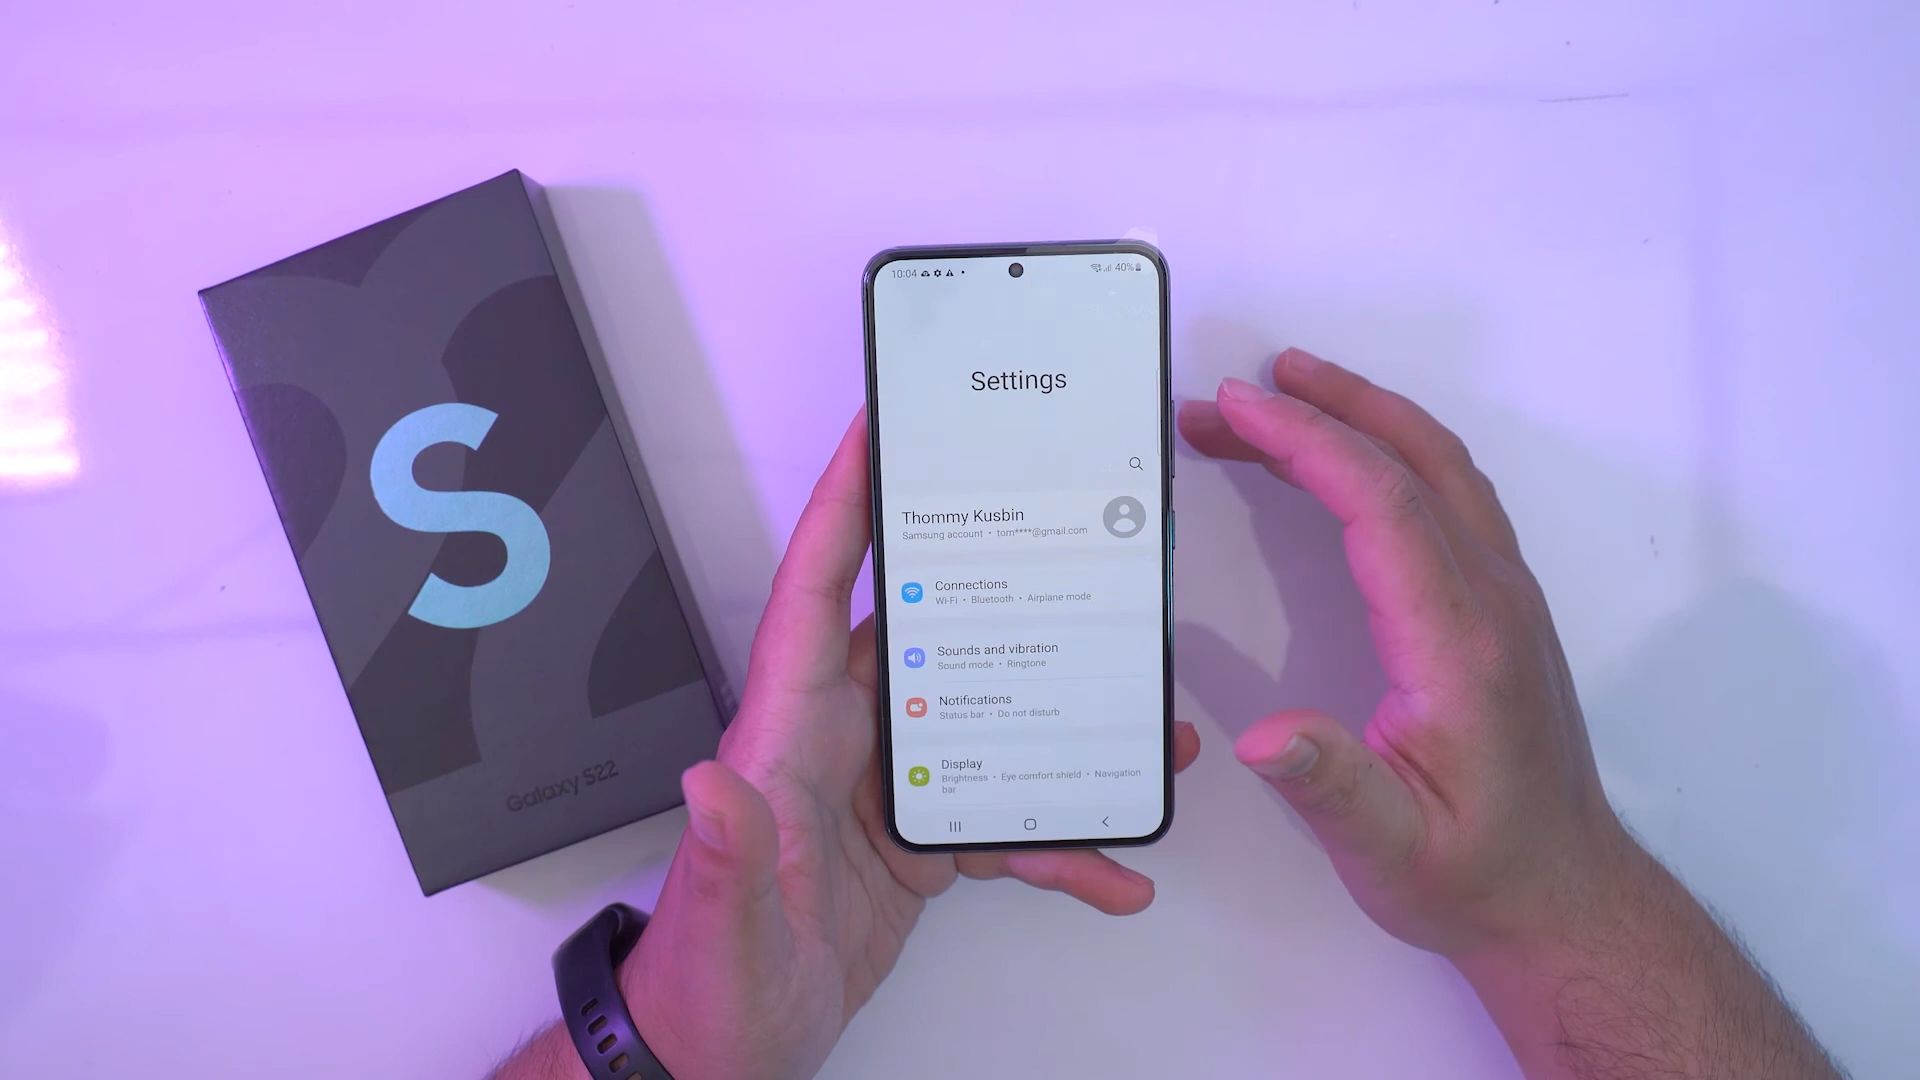 S
Galaxy S22
10:04
40%
Settings
Thommy Kusbin
Samsung account • tom****@gmail.com
Connections
Wi-Fi • Bluetooth • Airplane mode
Sounds and vibration
Sound mode • Ringtone
Notifications
Status bar • Do not disturb
Display
Brightness • Eye comfort shield • Navigation
bar